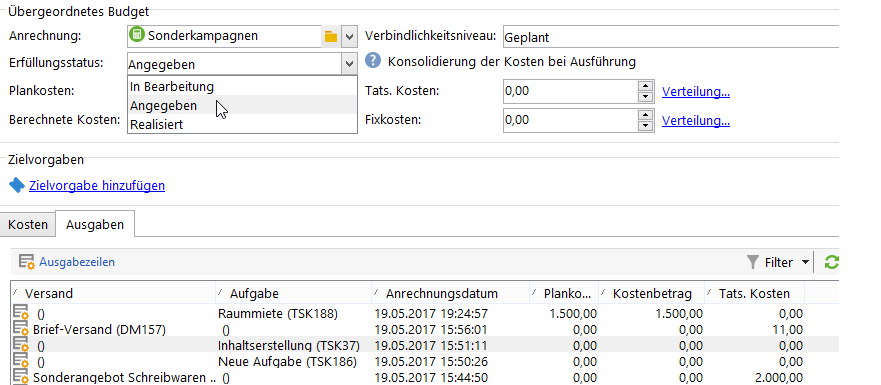 Übergeordnetes Budget
Anrechnung: Sonderkampagnen Verbindlichkeitsniveau: Geplant
Erfüllungsstatus: Angegeben ? Konsolidierung der Kosten bei Ausführung
In Bearbeitung
Plankosten: Angegeben Tats. Kosten: 0,00 Verteilung...
Realisiert
Berechnete Kosten: Fixkosten: 0,00 Verteilung...
Zielvorgaben
Zielvorgabe hinzufügen
Kosten Ausgaben
Ausgabezeilen Filter
Versand Aufgabe Anrechnungsdatum Planko... Kostenbetrag Tats. Kosten
() Raummiete (TSK188) 19.05.2017 19:24:57 1.500,00 1.500,00 0,00
Brief-Versand (DM157) () 19.05.2017 15:56:01 0,00 0,00 11,00
() Inhaltserstellung (TSK37) 19.05.2017 15:51:11 0,00 0,00 0,00
() Neue Aufgabe (TSK186) 19.05.2017 15:50:26 0,00 0,00 0,00
Sonderangebot Schreibwaren .. () 19.05.2017 15:44:50 0,00 0,00 2.000,00